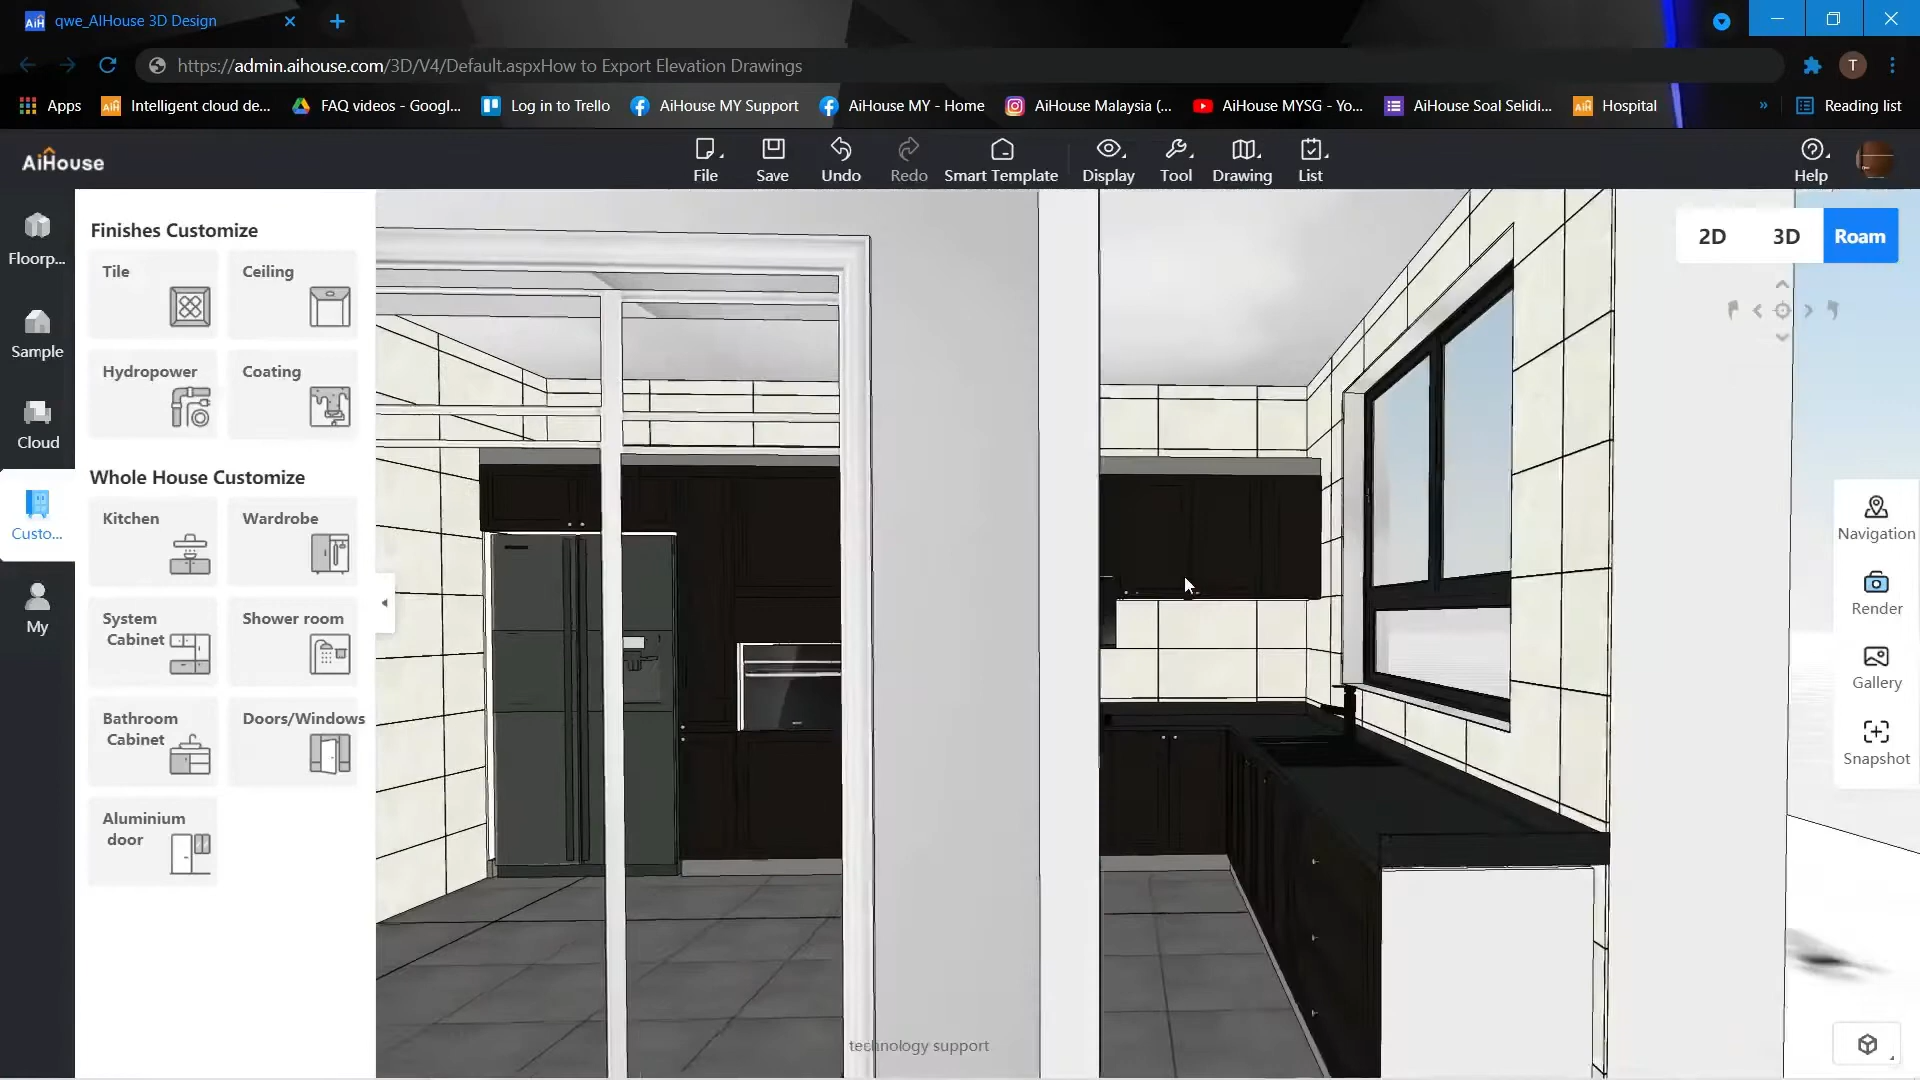 qwe_AIHouse 3D Design
https://admin.aihouse.com/3D/V4/Default.aspxHow to Export Elevation Drawings
T
Apps
Intelligent cloud de...
FAQ videos - Googl...
Log in to Trello
AiHouse MY Support
AiHouse MY - Home
AiHouse Malaysia (...
AiHouse MYSG - Yo...
AiHouse Soal Selidi...
Hospital
»
Reading list
AiHouse
File
Save
Undo
Redo
Smart Template
Display
Tool
Drawing
List
Help
Floorp...
Sample
Cloud
Custo...
My
Finishes Customize
Tile
Ceiling
Hydropower
Coating
Whole House Customize
Kitchen
Wardrobe
System
Cabinet
Shower room
Bathroom
Cabinet
Doors/Windows
Aluminium
door
2D
3D
Roam
Navigation
Render
Gallery
Snapshot
technology support